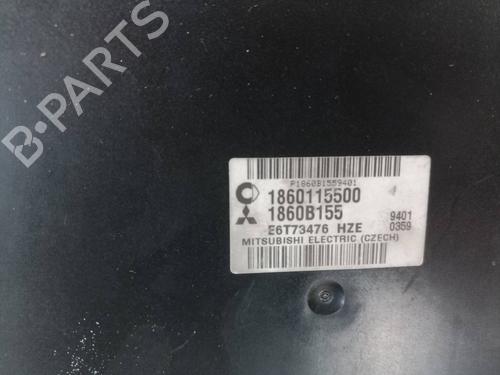 B-PARTS
P1860B1559401
1860115500
1860B155 9401
E6T73476 HZE 0359
MITSUBISHI ELECTRIC (CZECH)